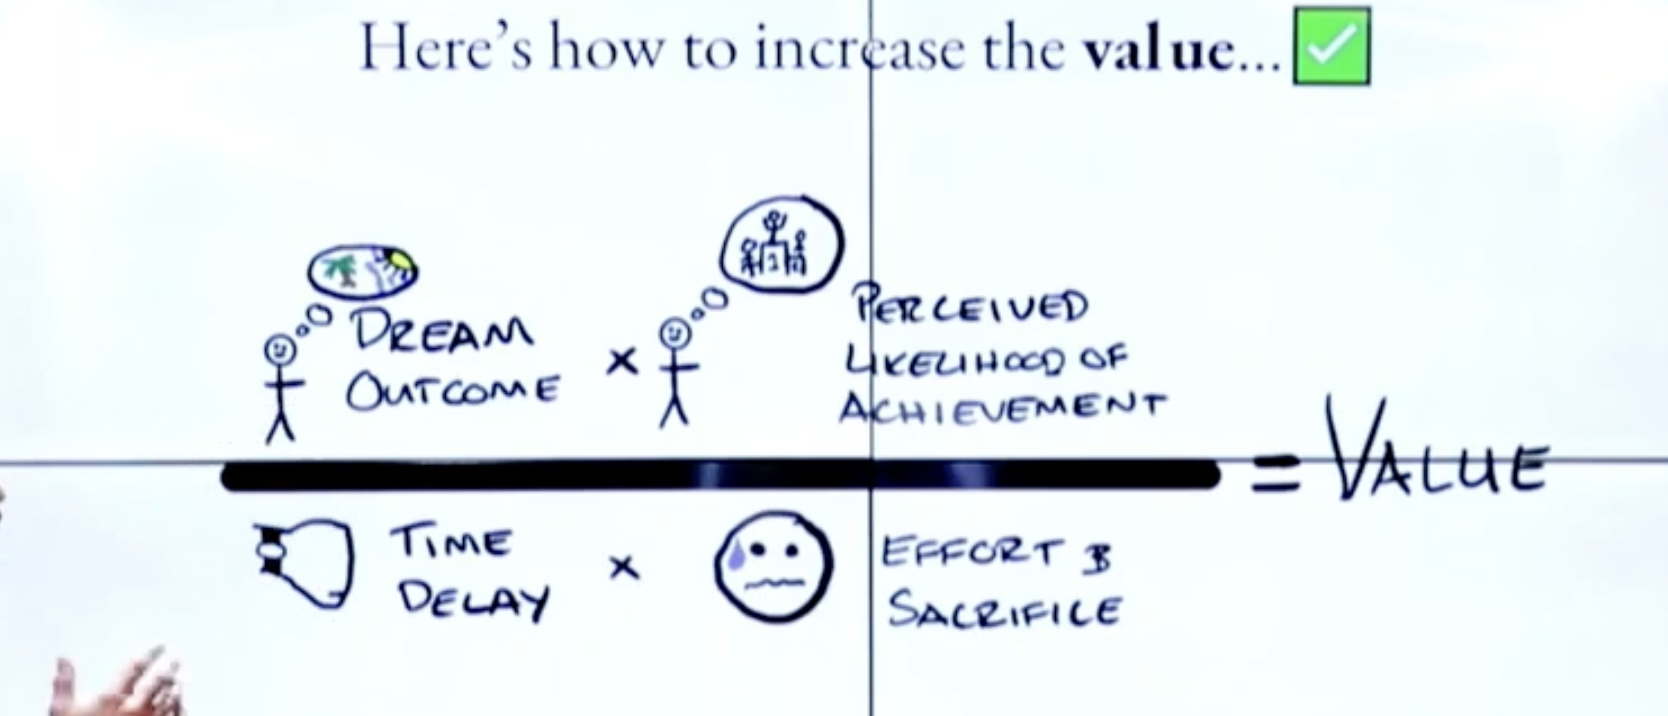 Here's how to increase the value...
DREAM
OUTCOME
x
PERCEIVED
LIKELIHOOD OF
ACHIEVEMENT
= VALUE
TIME
DELAY
x
EFFORT &
SACRIFICE